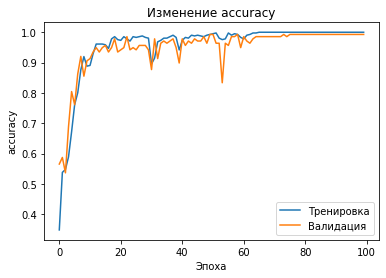 Изменение accuracy
1.0
0.9
0.8
0.7
0.6
0.5
0.4
accuracy
0 20 40 60 80 100
Эпоха
Тренировка
Валидация